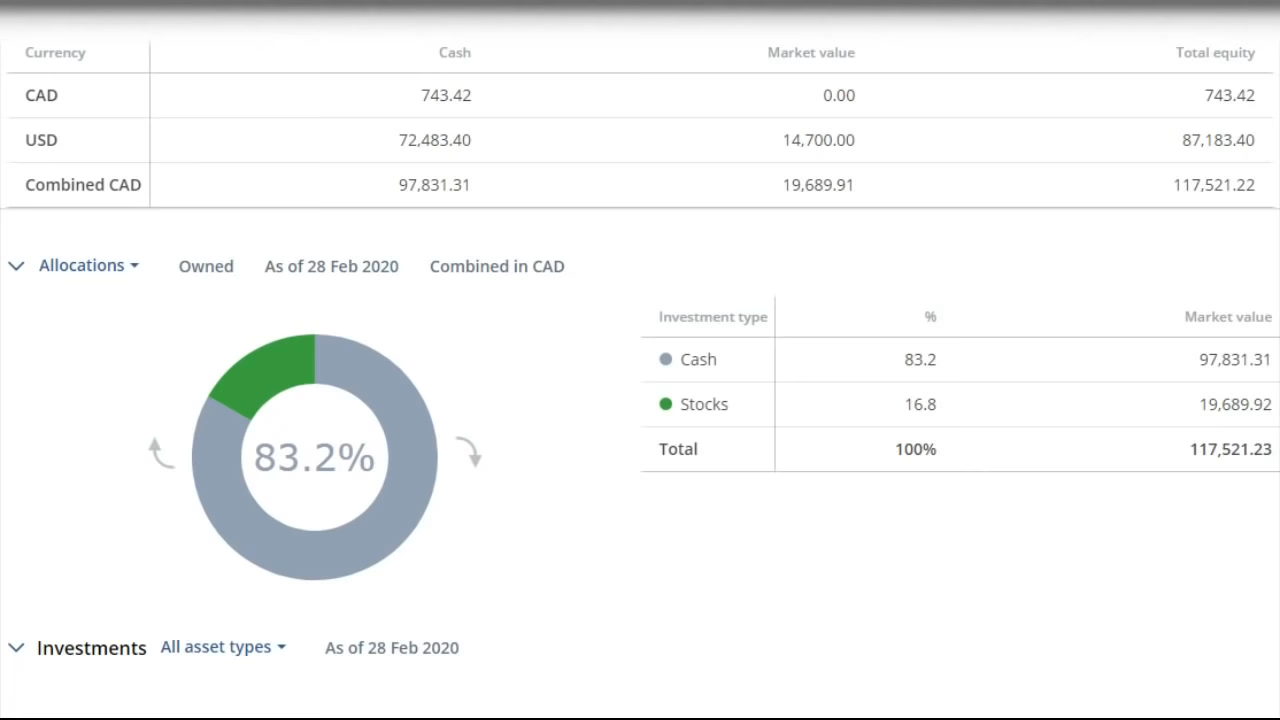 Currency Cash Market value Total equity
CAD 743.42 0.00 743.42
USD 72,483.40 14,700.00 87,183.40
Combined CAD 97,831.31 19,689.91 117,521.22
Allocations Owned As of 28 Feb 2020 Combined in CAD
Investment type % Market value
Cash 83.2 97,831.31
Stocks 16.8 19,689.92
Total 100% 117,521.23
83.2%
Investments All asset types As of 28 Feb 2020